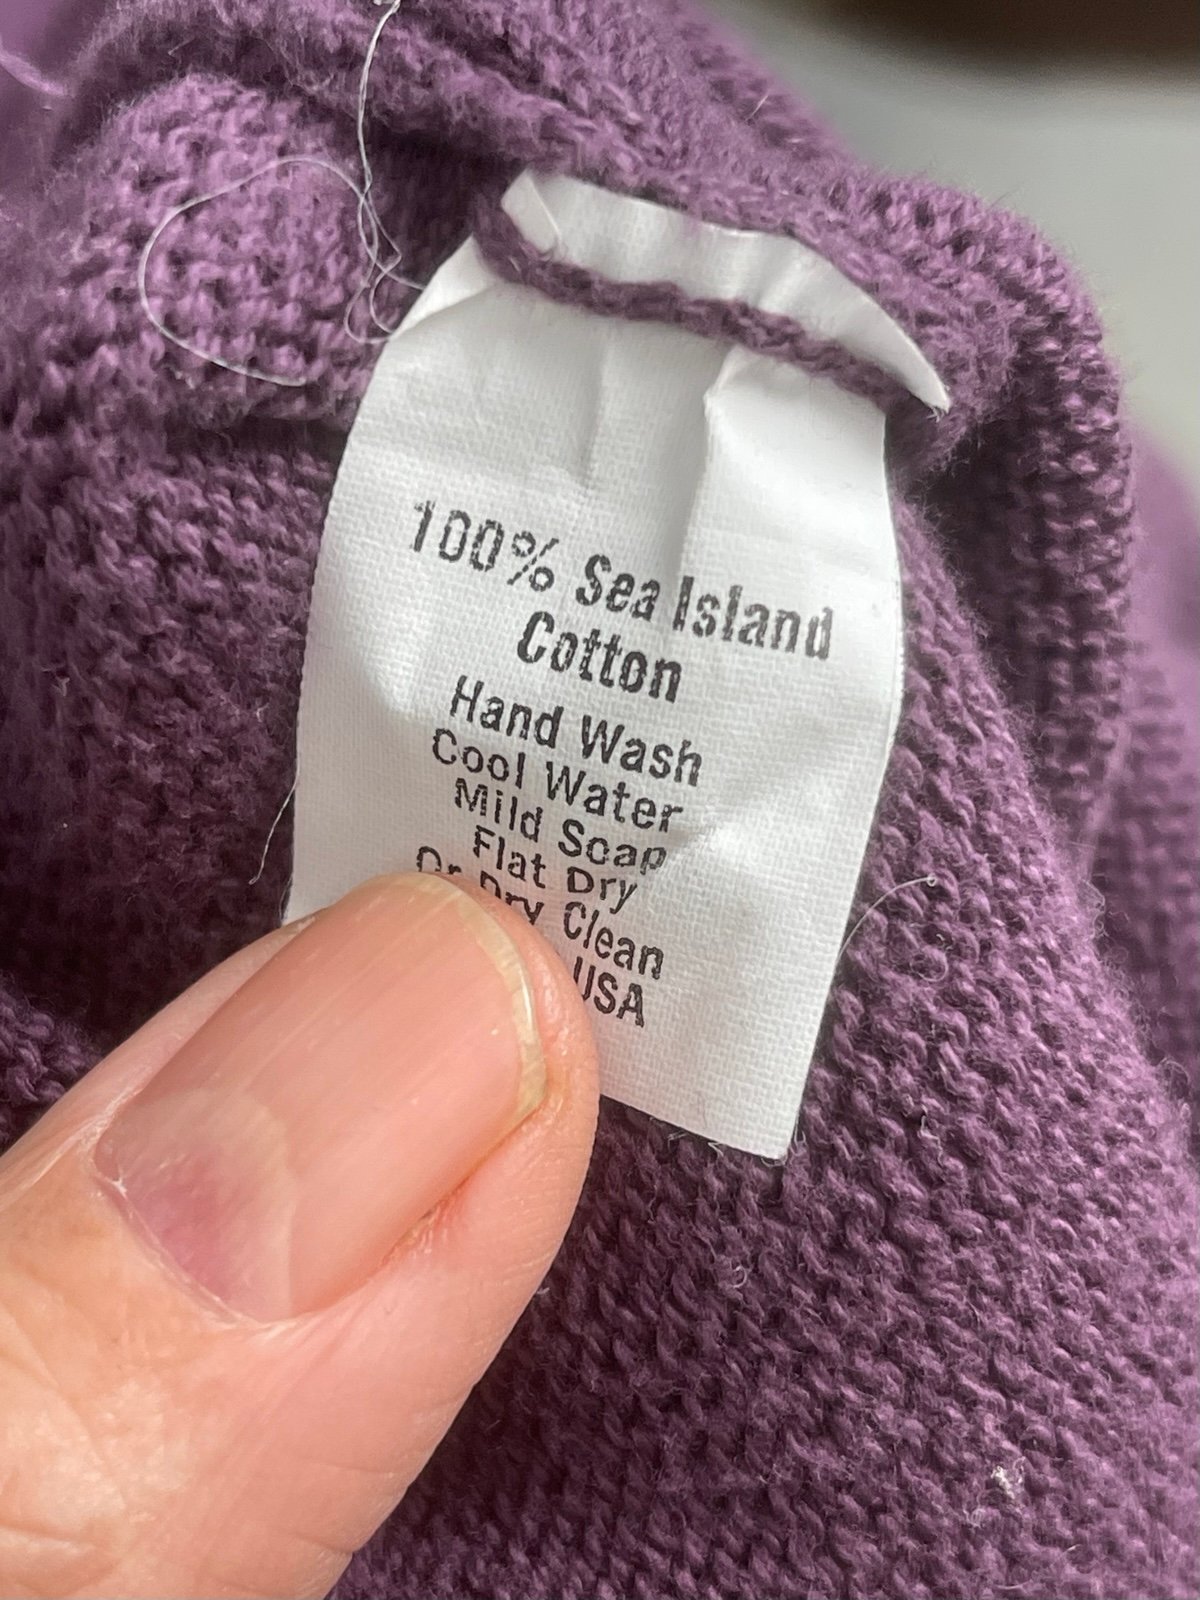 100% Sea Island
Cotton
Hand Wash
Cool Water
Mild Soap
Flat Dry
Or Dry Clean
USA